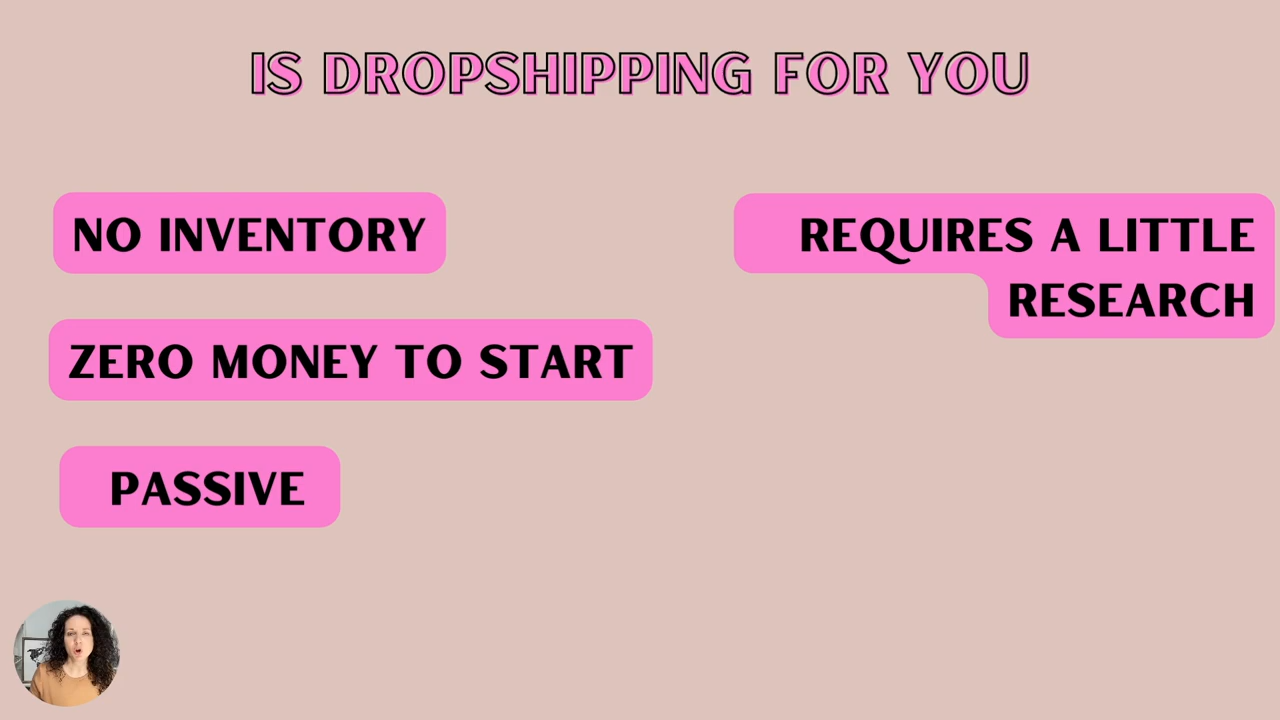 IS DROPSHIPPING FOR YOU
NO INVENTORY
ZERO MONEY TO START
PASSIVE
REQUIRES A LITTLE
RESEARCH